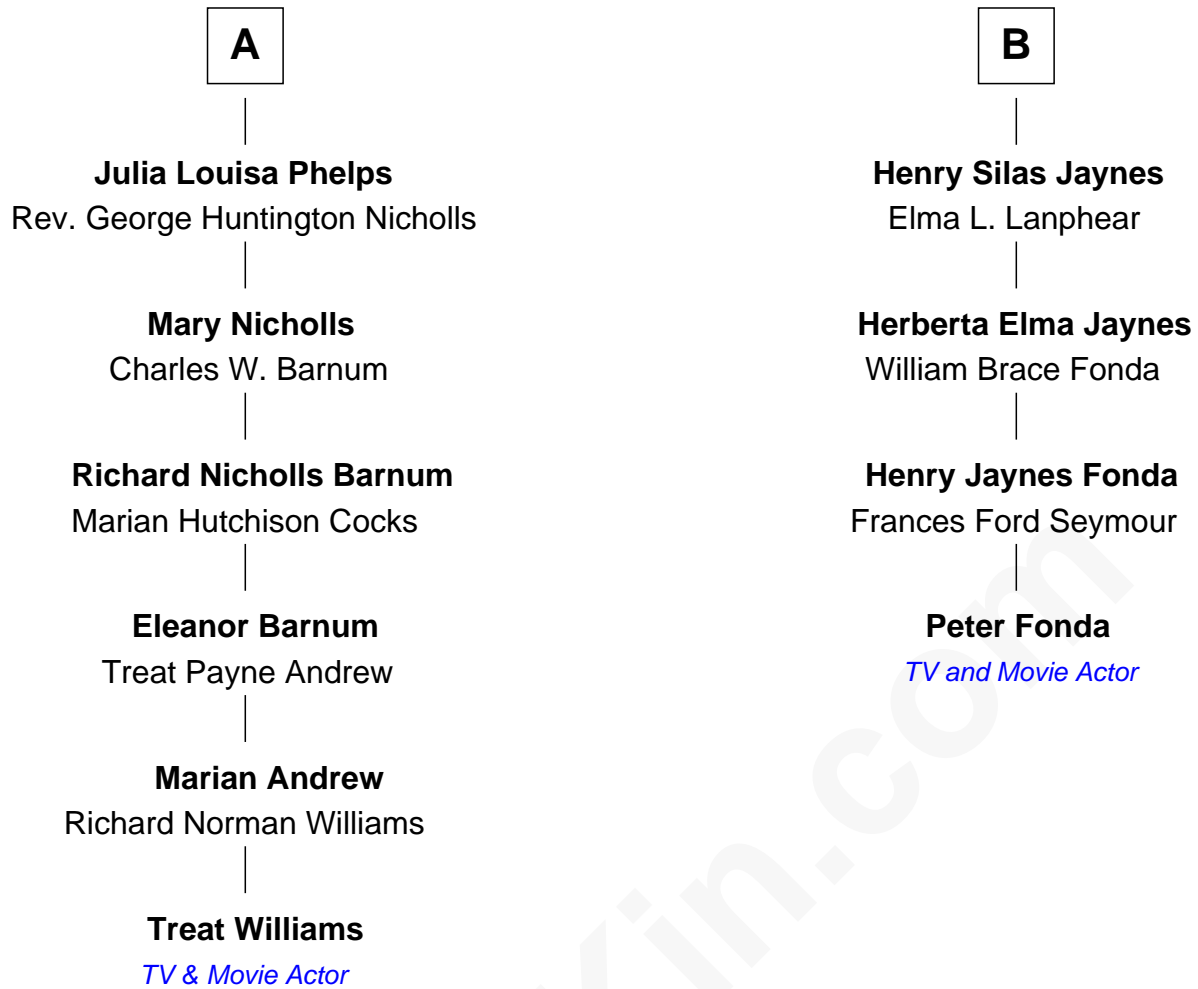 A
Julia Louisa Phelps
Rev. George Huntington Nicholls
Mary Nicholls
Charles W. Barnum
Richard Nicholls Barnum
Marian Hutchison Cocks
Eleanor Barnum
Treat Payne Andrew
Marian Andrew
Richard Norman Williams
Treat Williams
TV & Movie Actor
B
Henry Silas Jaynes
Elma L. Lanphear
Herberta Elma Jaynes
William Brace Fonda
Henry Jaynes Fonda
Frances Ford Seymour
Peter Fonda
TV and Movie Actor